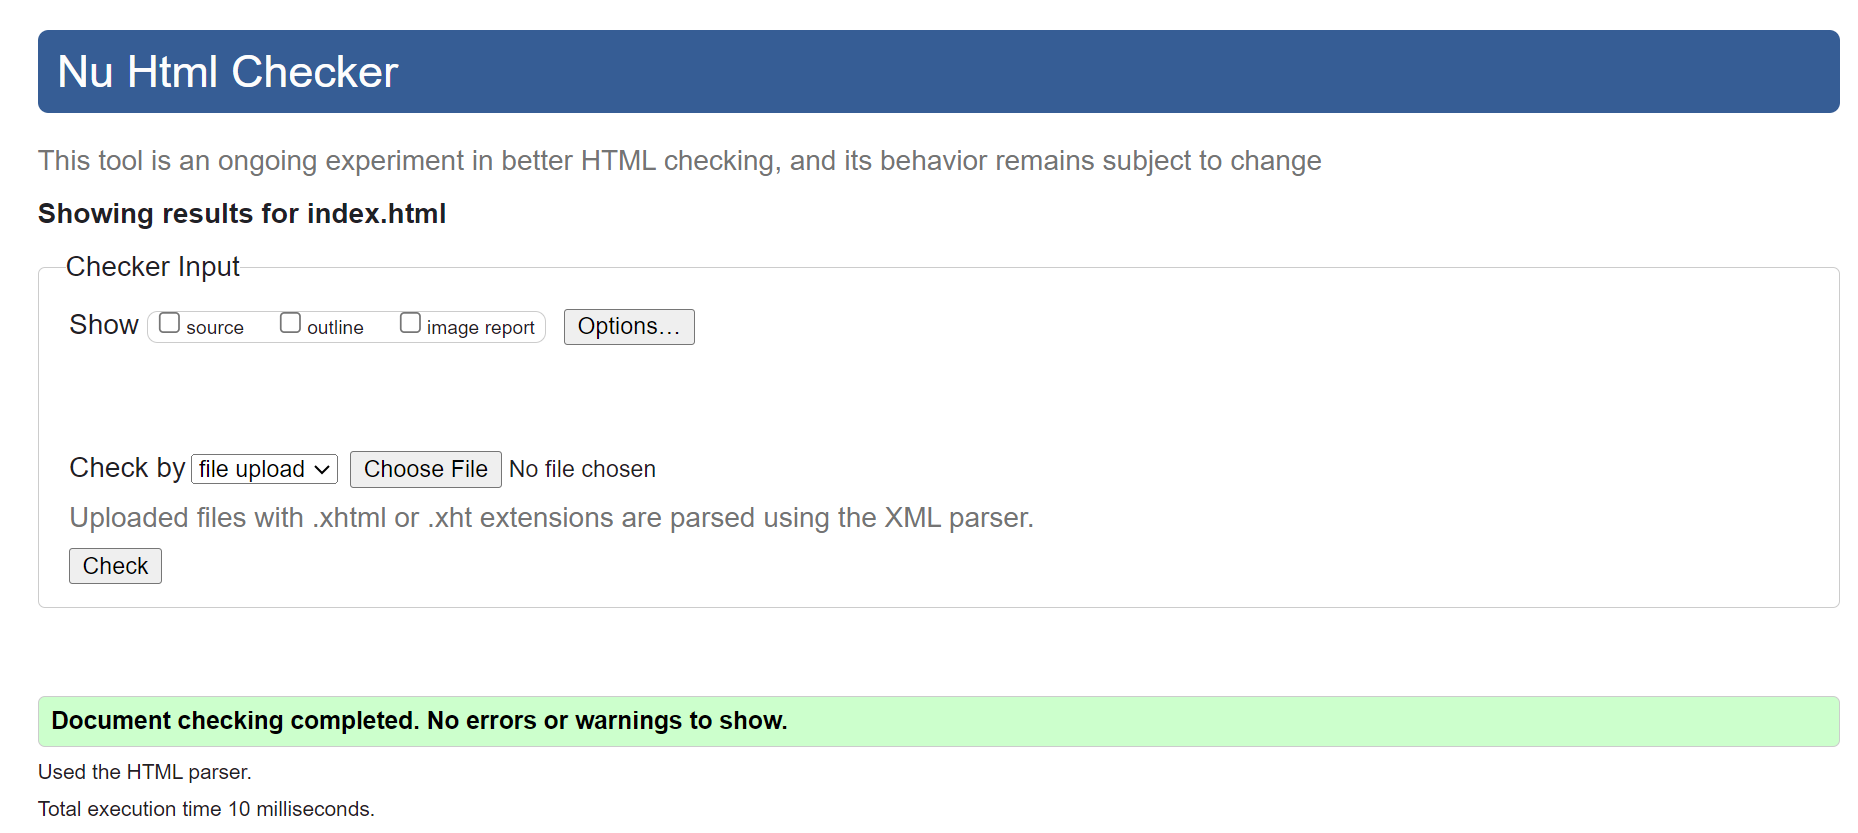 Nu Html Checker
This tool is an ongoing experiment in better HTML checking, and its behavior remains subject to change
Showing results for index.html
Checker Input
Show source outline image report Options...
Check by file upload Choose File No file chosen
Uploaded files with .xhtml or .xht extensions are parsed using the XML parser.
Check
Document checking completed. No errors or warnings to show.
Used the HTML parser.
Total execution time 10 milliseconds.